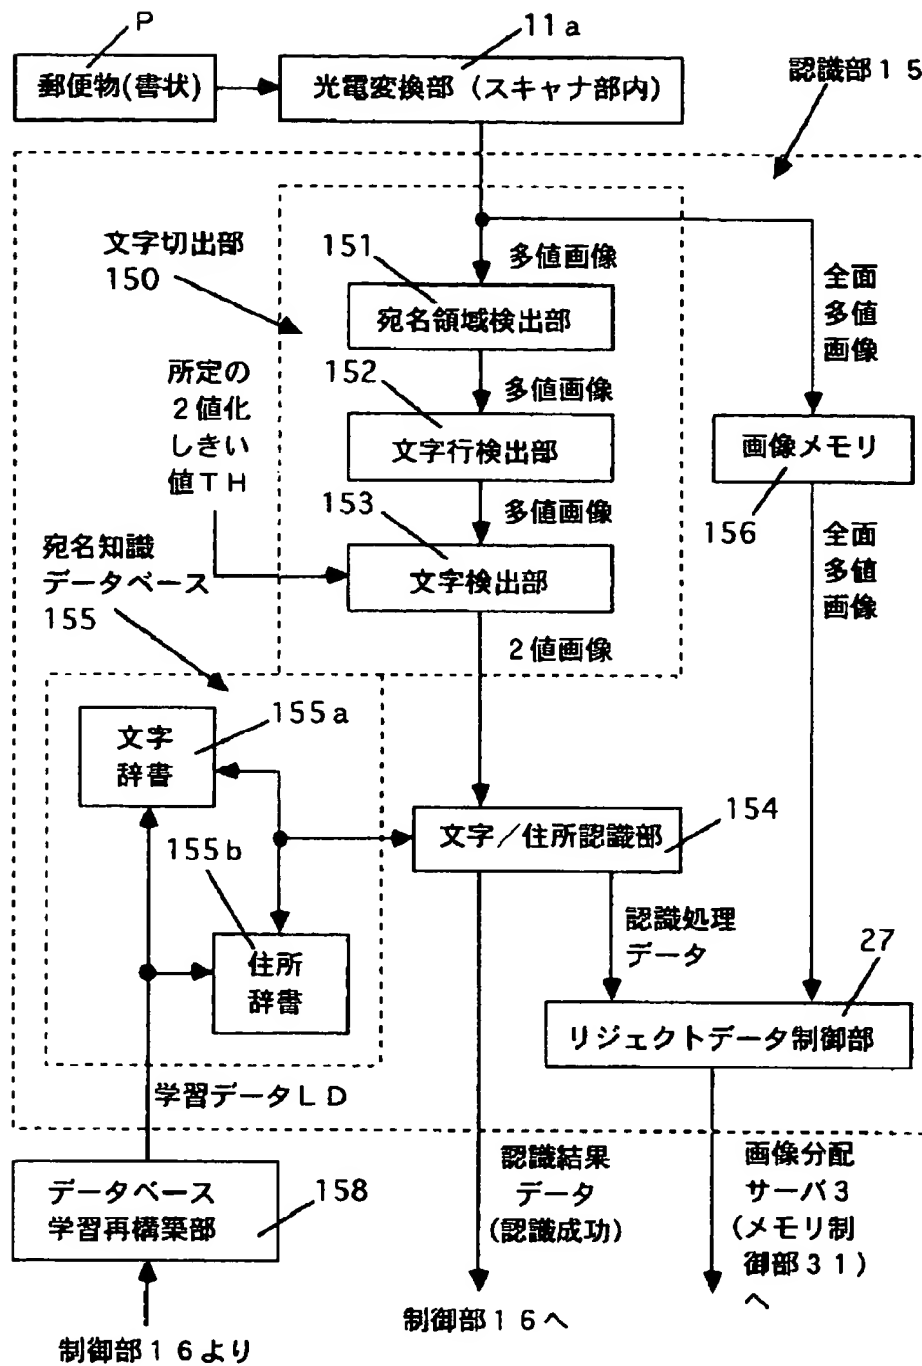 P
11a
郵便物(書状)
光電変換部(スキャナ部内)
認識部15
文字切出部
150
151
多値画像
宛名領域検出部
全面
多値
画像
所定の
2値化
しきい
値TH
152
多値画像
文字行検出部
画像メモリ
156
153
多値画像
文字検出部
全面
多値
画像
宛名知識
データベース
155
2値画像
155a
文字
辞書
文字/住所認識部
154
155b
住所
辞書
認識処理
データ
27
リジェクトデータ制御部
学習データLD
データベース
学習再構築部
158
認識結果
データ
(認識成功)
画像分配
サーバ3
(メモリ制
御部31)
へ
制御部16へ
制御部16より